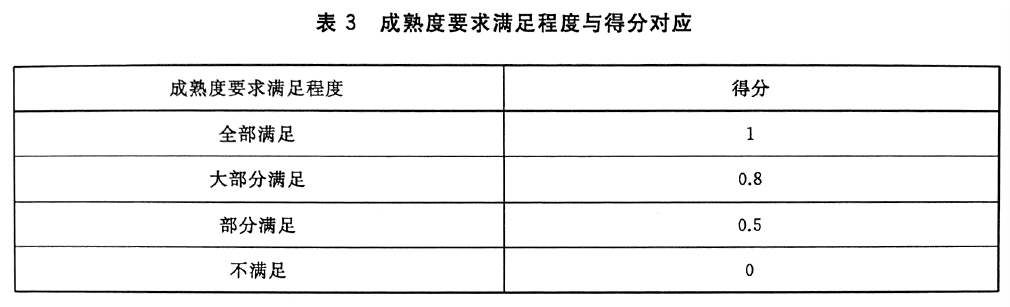 表 3 成熟度要求满足程度与得分对应
成熟度要求满足程度 得分
全部满足 1
大部分满足 0.8
部分满足 0.5
不满足 0